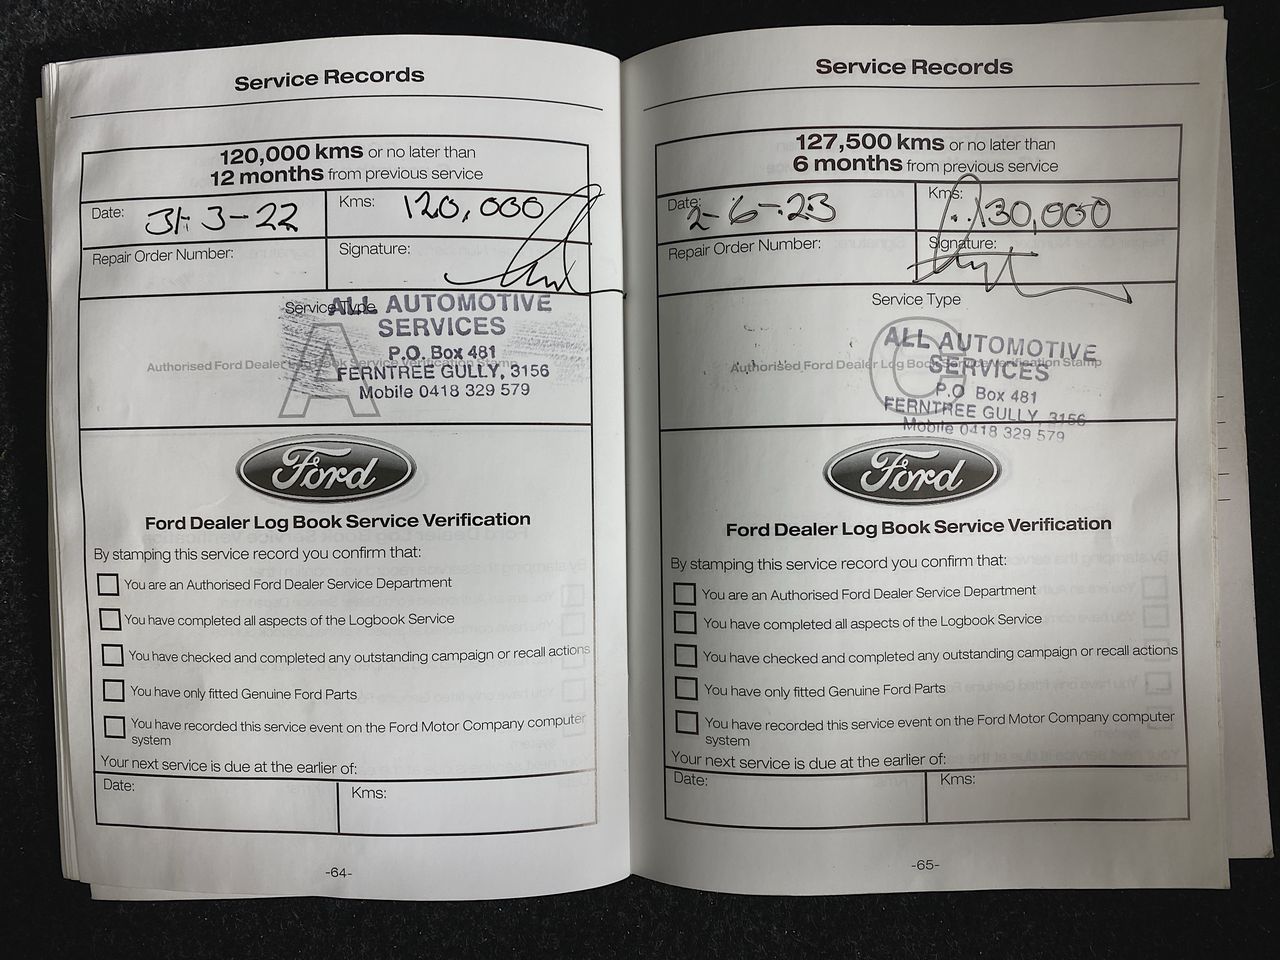 Service Records
120,000 kms or no later than
12 months from previous service
Date: 31-3-22
Kms: 120,000
Repair Order Number:
Signature:
Service Type
A
Authorised Ford Dealer Log Book Service Verification Stamp
ALL AUTOMOTIVE
SERVICES
P.O. Box 481
FERNTREE GULLY, 3156
Mobile 0418 329 579
Ford
Ford Dealer Log Book Service Verification
By stamping this service record you confirm that:
You are an Authorised Ford Dealer Service Department
You have completed all aspects of the Logbook Service
You have checked and completed any outstanding campaign or recall actions
You have only fitted Genuine Ford Parts
You have recorded this service event on the Ford Motor Company computer
system
Your next service is due at the earlier of:
Date:
Kms:
-64-
Service Records
127,500 kms or no later than
6 months from previous service
Date: 2-6-23
Kms: 130,000
Repair Order Number:
Signature:
Service Type
C
Authorised Ford Dealer Log Book Service Verification Stamp
ALL AUTOMOTIVE
SERVICES
P.O Box 481
FERNTREE GULLY, 3156
Mobile 0418 329 579
Ford
Ford Dealer Log Book Service Verification
By stamping this service record you confirm that:
You are an Authorised Ford Dealer Service Department
You have completed all aspects of the Logbook Service
You have checked and completed any outstanding campaign or recall actions
You have only fitted Genuine Ford Parts
You have recorded this service event on the Ford Motor Company computer
system
Your next service is due at the earlier of:
Date:
Kms:
-65-